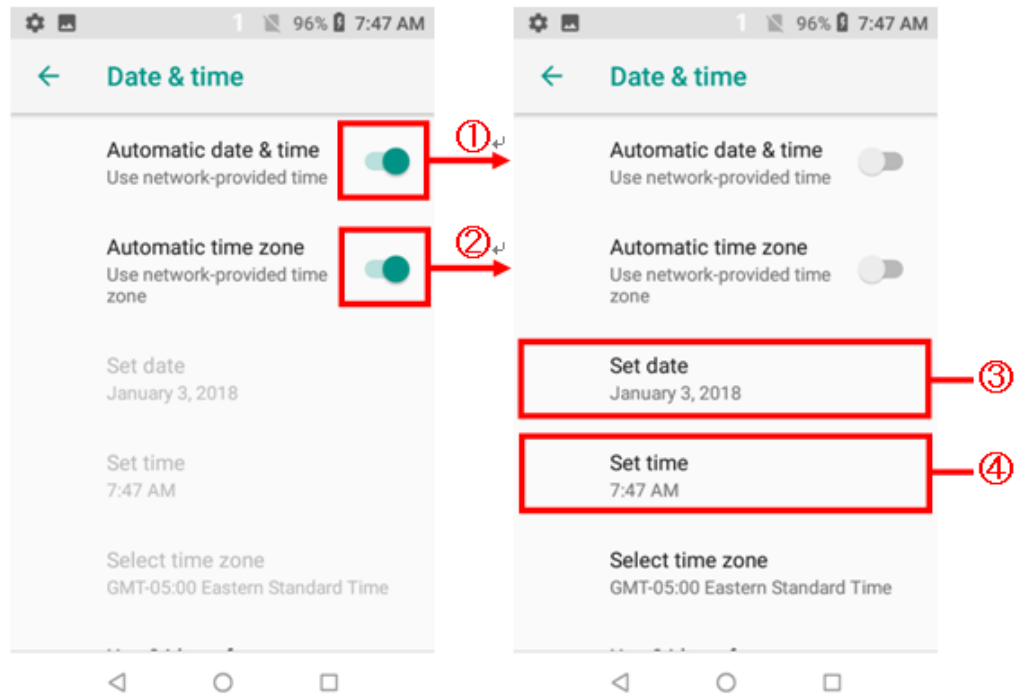 96% 7:47 AM
Date & time
Automatic date & time
Use network-provided time
Automatic time zone
Use network-provided time
zone
Set date
January 3, 2018
Set time
7:47 AM
Select time zone
GMT-05:00 Eastern Standard Time
①
②
1 96% 7:47 AM
Date & time
Automatic date & time
Use network-provided time
Automatic time zone
Use network-provided time
zone
Set date
January 3, 2018
Set time
7:47 AM
Select time zone
GMT-05:00 Eastern Standard Time
③
④